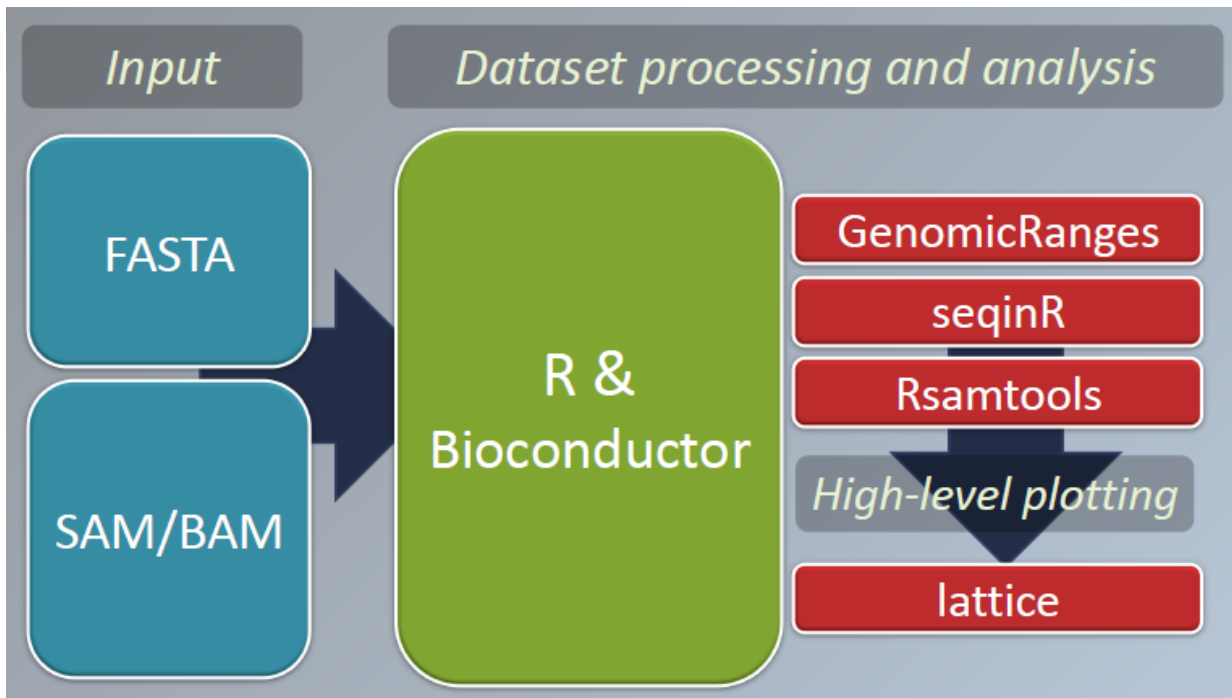 Input
Dataset processing and analysis
FASTA
SAM/BAM
R &
Bioconductor
GenomicRanges
seqinR
Rsamtools
High-level plotting
lattice